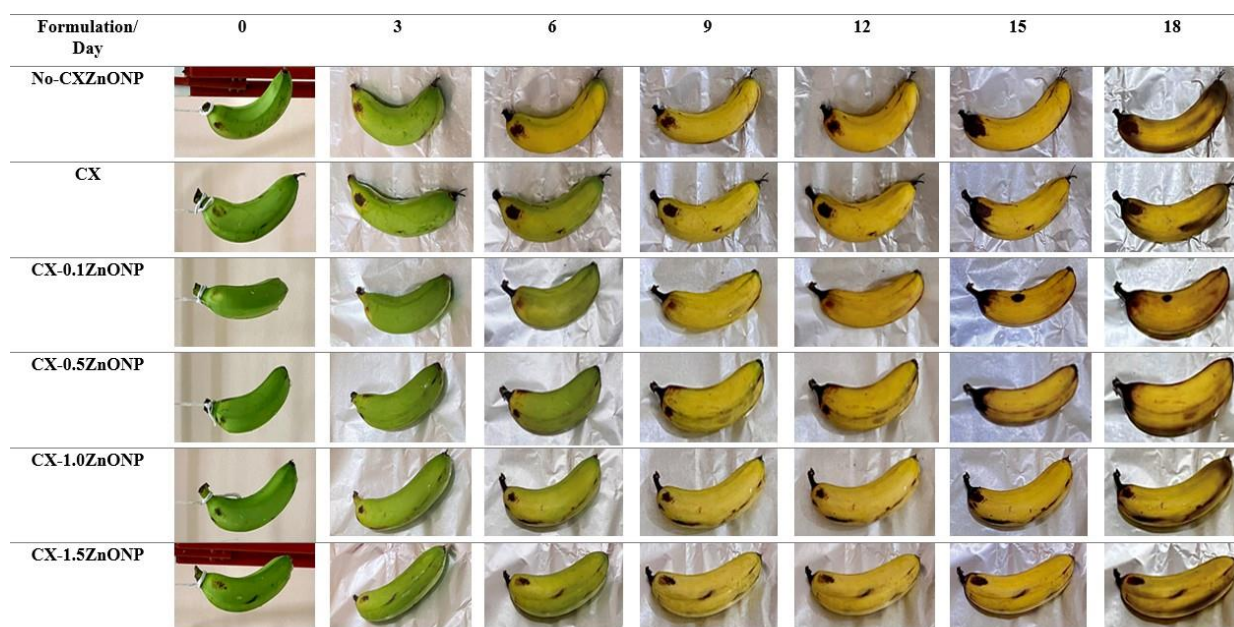 Formulation/ 0 3 6 9 12 15 18
Day
No-CXZnONP
CX
CX-0.1ZnONP
CX-0.5ZnONP
CX-1.0ZnONP
CX-1.5ZnONP